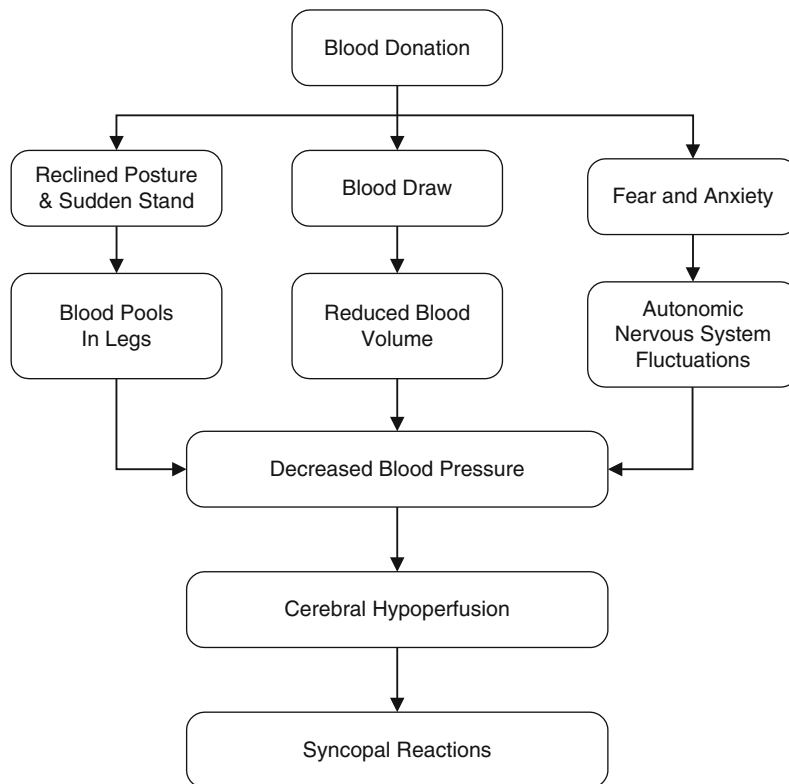 Blood Donation
Reclined Posture
& Sudden Stand
Blood Draw
Fear and Anxiety
Blood Pools
In Legs
Reduced Blood
Volume
Autonomic
Nervous System
Fluctuations
Decreased Blood Pressure
Cerebral Hypoperfusion
Syncopal Reactions